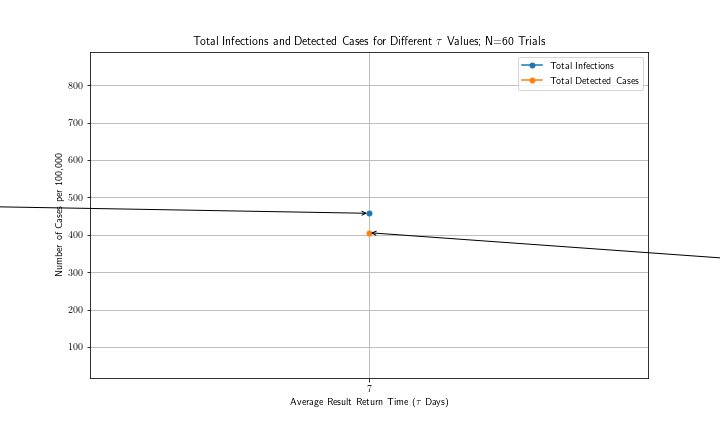 Total Infections and Detected Cases for Different τ Values; N=60 Trials
Total Infections
Total Detected Cases
800
700
600
500
400
300
200
100
Number of Cases per 100,000
7
Average Result Return Time (τ Days)